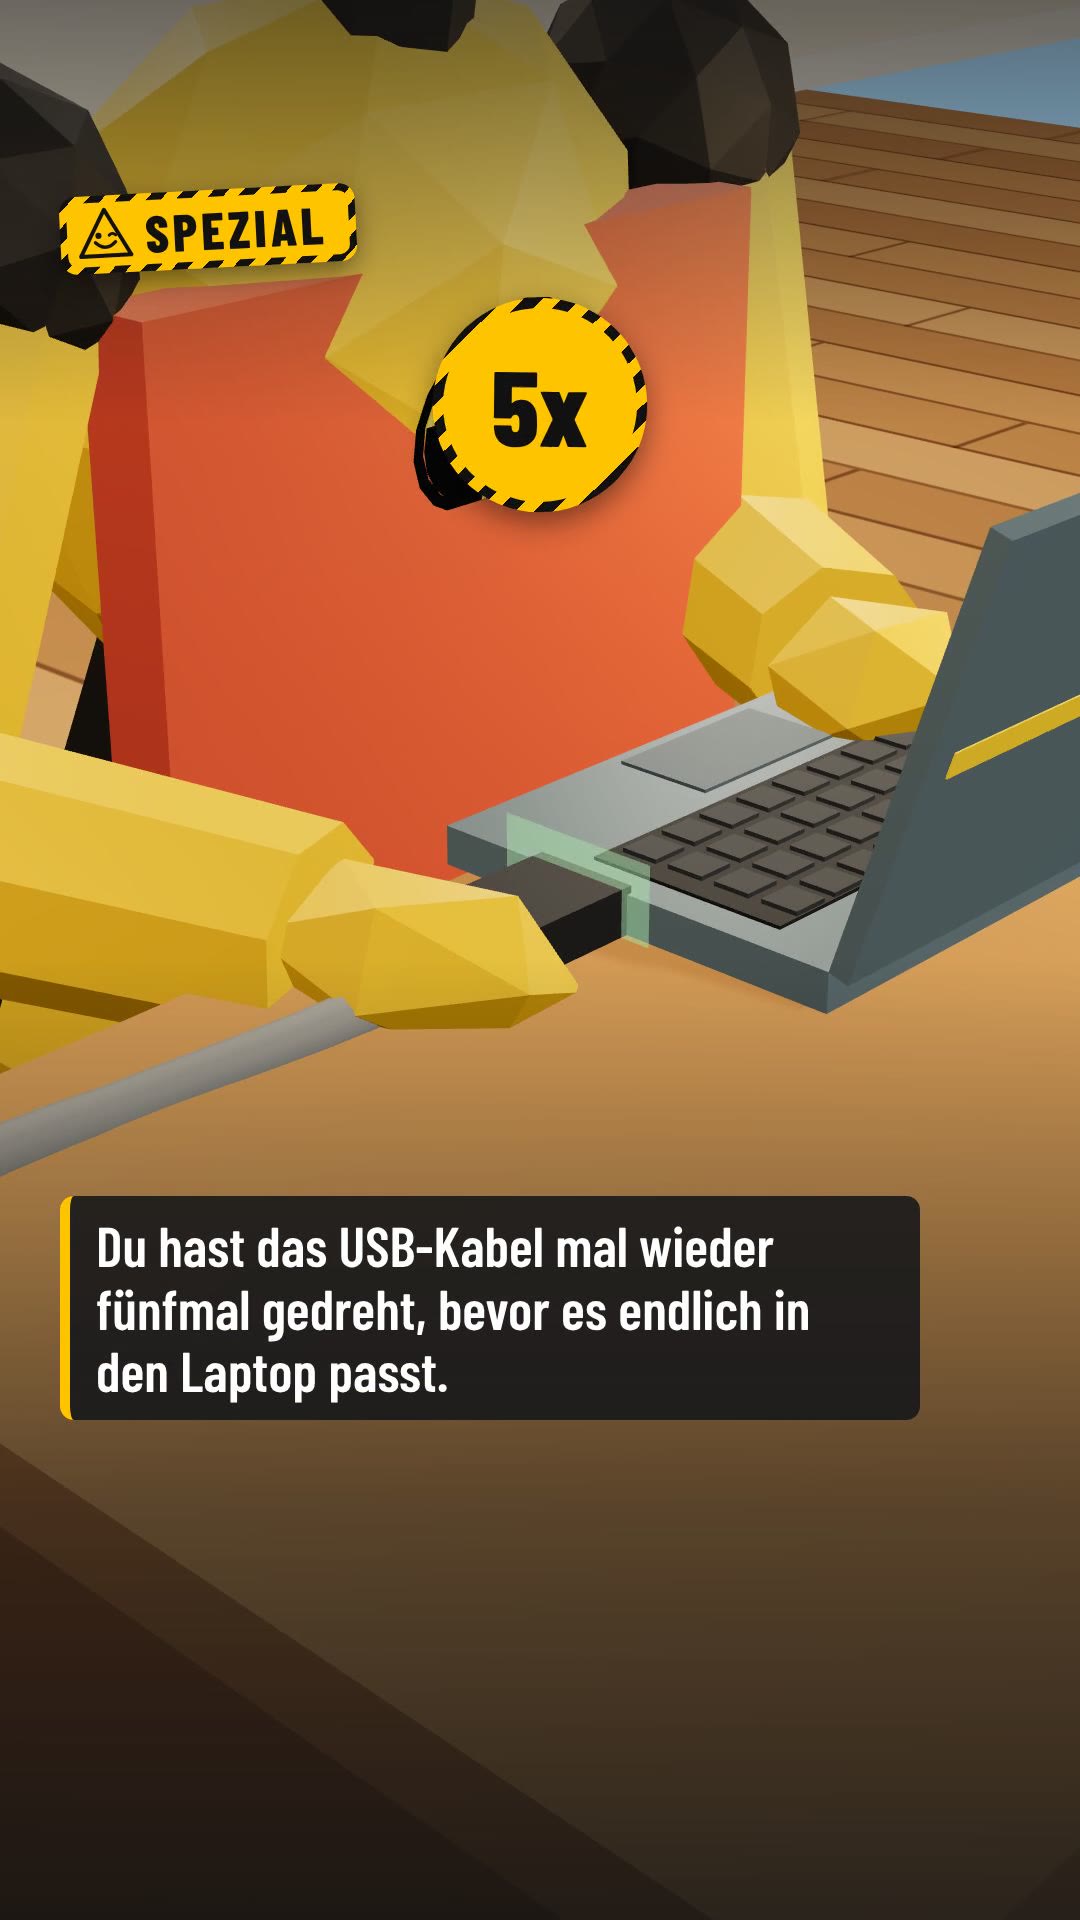 SPEZIAL
5x
Du hast das USB-Kabel mal wieder
fünfmal gedreht, bevor es endlich in
den Laptop passt.